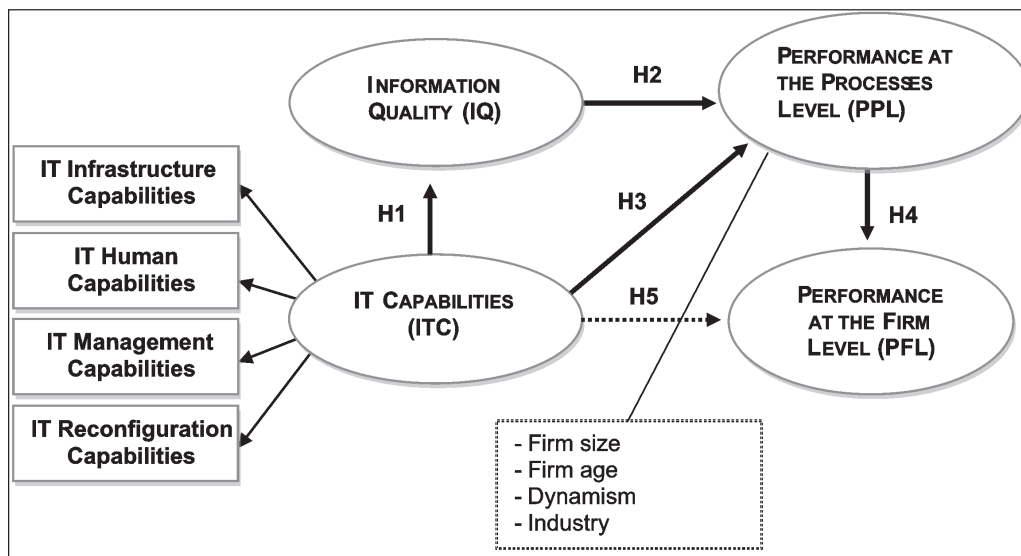 INFORMATION
QUALITY (IQ)
H2
PERFORMANCE AT
THE PROCESSES
LEVEL (PPL)
IT Infrastructure
Capabilities
H1
H3
H4
IT Human
Capabilities
IT CAPABILITIES
(ITC)
H5
PERFORMANCE
AT THE FIRM
LEVEL (PFL)
IT Management
Capabilities
IT Reconfiguration
Capabilities
- Firm size
- Firm age
- Dynamism
- Industry